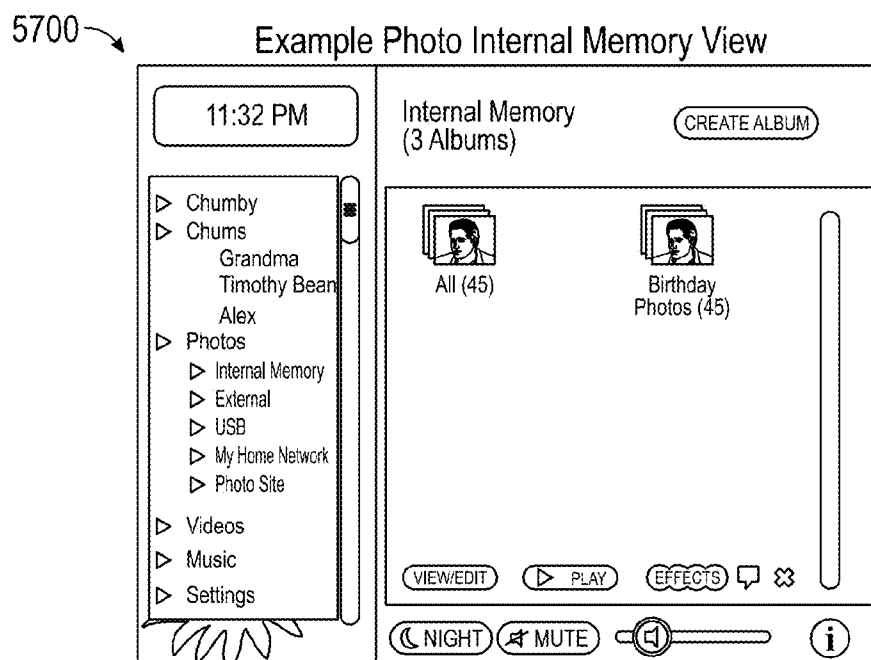 5700
Example Photo Internal Memory View
11:32 PM
Internal Memory
(3 Albums)
CREATE ALBUM
Chumby
Chums
Grandma
Timothy Bean
Alex
Photos
Internal Memory
External
USB
My Home Network
Photo Site
Videos
Music
Settings
All (45)
Birthday
Photos (45)
VIEW/EDIT
PLAY
EFFECTS
NIGHT
MUTE
i